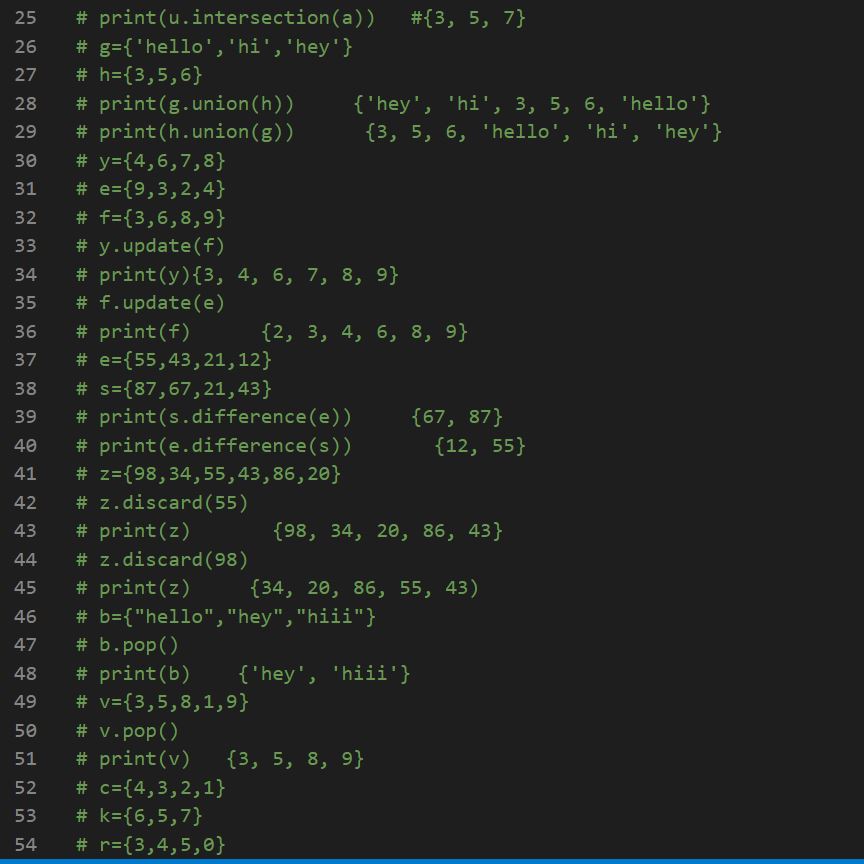 25 # print(u.intersection(a))   #{3, 5, 7}
26 # g={'hello','hi','hey'}
27 # h={3,5,6}
28 # print(g.union(h))     {'hey', 'hi', 3, 5, 6, 'hello'}
29 # print(h.union(g))      {3, 5, 6, 'hello', 'hi', 'hey'}
30 # y={4,6,7,8}
31 # e={9,3,2,4}
32 # f={3,6,8,9}
33 # y.update(f)
34 # print(y){3, 4, 6, 7, 8, 9}
35 # f.update(e)
36 # print(f)      {2, 3, 4, 6, 8, 9}
37 # e={55,43,21,12}
38 # s={87,67,21,43}
39 # print(s.difference(e))     {67, 87}
40 # print(e.difference(s))       {12, 55}
41 # z={98,34,55,43,86,20}
42 # z.discard(55)
43 # print(z)       {98, 34, 20, 86, 43}
44 # z.discard(98)
45 # print(z)     {34, 20, 86, 55, 43)
46 # b={"hello","hey","hiii"}
47 # b.pop()
48 # print(b)    {'hey', 'hiii'}
49 # v={3,5,8,1,9}
50 # v.pop()
51 # print(v)   {3, 5, 8, 9}
52 # c={4,3,2,1}
53 # k={6,5,7}
54 # r={3,4,5,0}